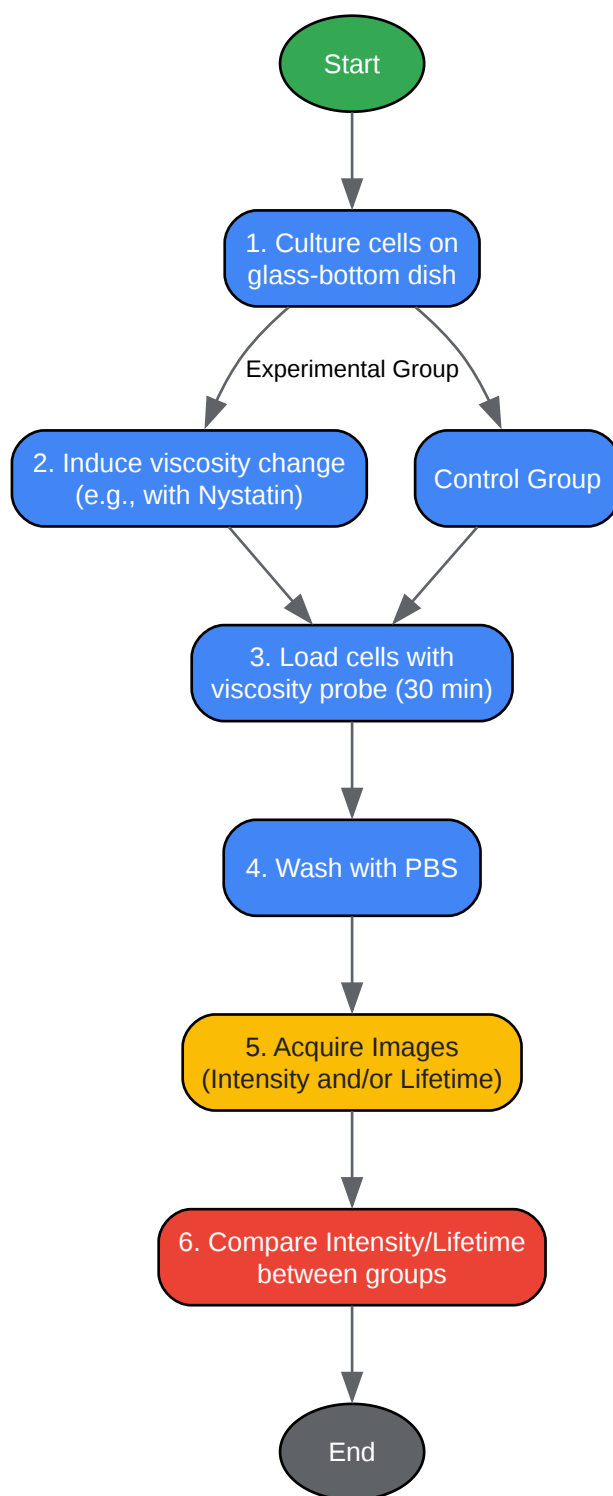 Start
1. Culture cells on
glass-bottom dish
Experimental Group
2. Induce viscosity change
(e.g., with Nystatin)
Control Group
3. Load cells with
viscosity probe (30 min)
4. Wash with PBS
5. Acquire Images
(Intensity and/or Lifetime)
6. Compare Intensity/Lifetime
between groups
End